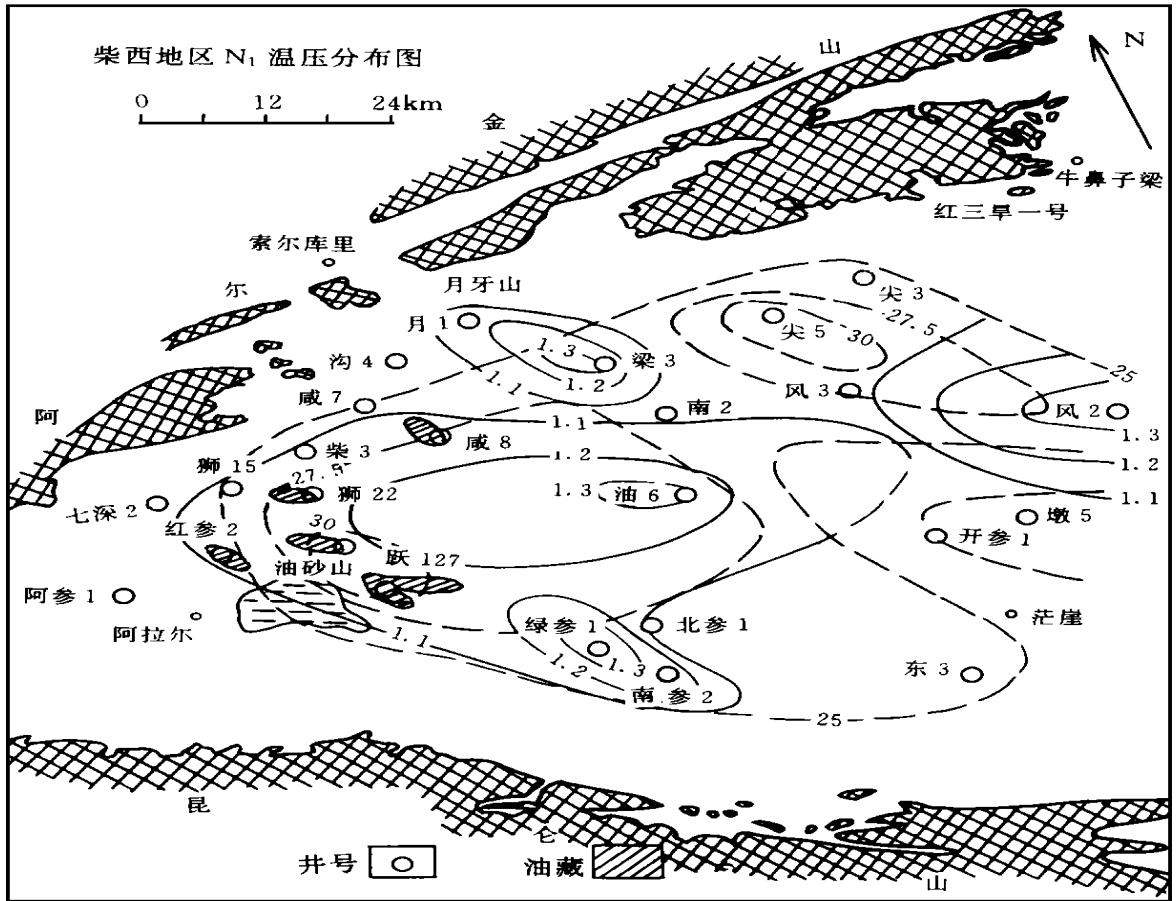 柴西地区 N₁ 温压分布图
0 12 24km
N
山
金
牛鼻子梁
红三旱一号
索尔库里
尔
月牙山
尖 3
27.5
月 1
尖 5
30
1.3
梁 3
沟 4
1.2
25
1.1
咸 7
风 3
阿
南 2
风 2
1.1
1.3
咸 8
柴 3
1.2
1.2
狮 15
27.5
1.3
油 6
1.1
狮 22
七深 2
红参 2
30
墩 5
开参 1
油砂山
跃 127
阿参 1
阿拉尔
茫崖
绿参 1
北参 1
1.1
1.2
1.3
东 3
南参 2
25
昆
仑
井号
油藏
山